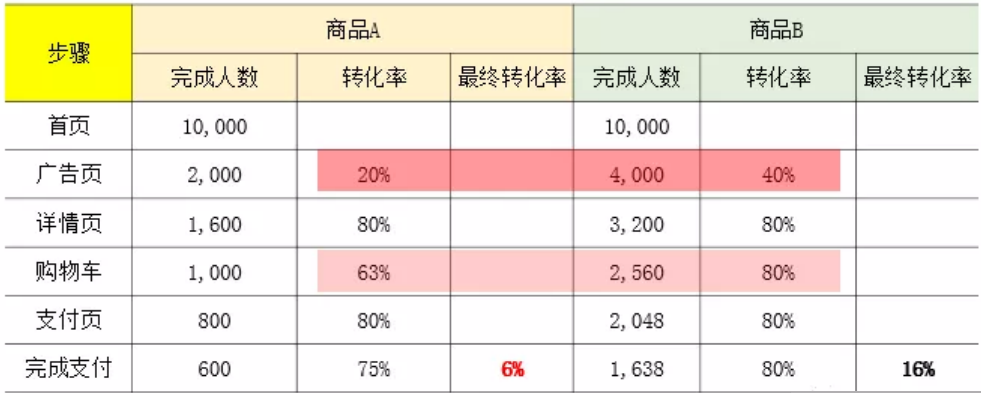 步骤 商品A 商品B
完成人数 转化率 最终转化率 完成人数 转化率 最终转化率
首页 10,000 10,000
广告页 2,000 20% 4,000 40%
详情页 1,600 80% 3,200 80%
购物车 1,000 63% 2,560 80%
支付页 800 80% 2,048 80%
完成支付 600 75% 6% 1,638 80% 16%